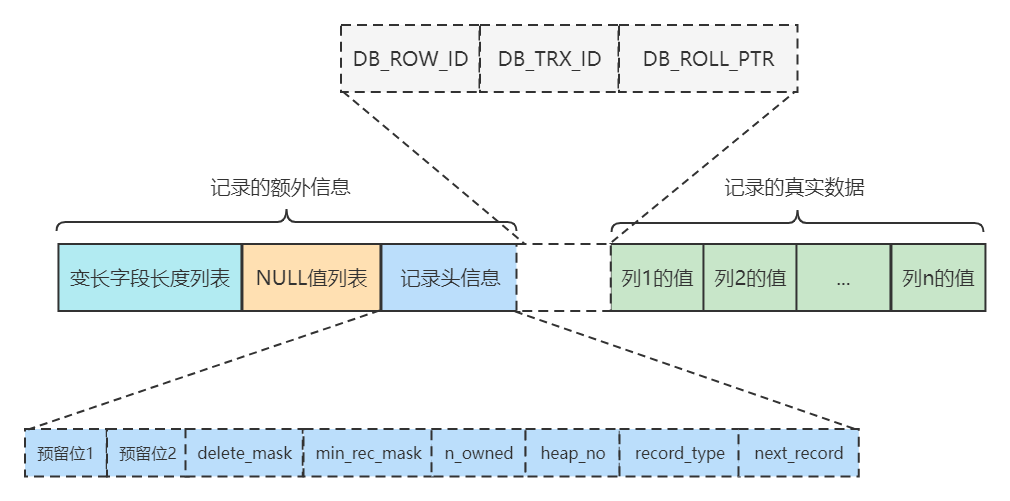 DB_ROW_ID DB_TRX_ID DB_ROLL_PTR
记录的额外信息 记录的真实数据
变长字段长度列表 NULL值列表 记录头信息 列1的值 列2的值 ... 列n的值
预留位1 预留位2 delete_mask min_rec_mask n_owned heap_no record_type next_record